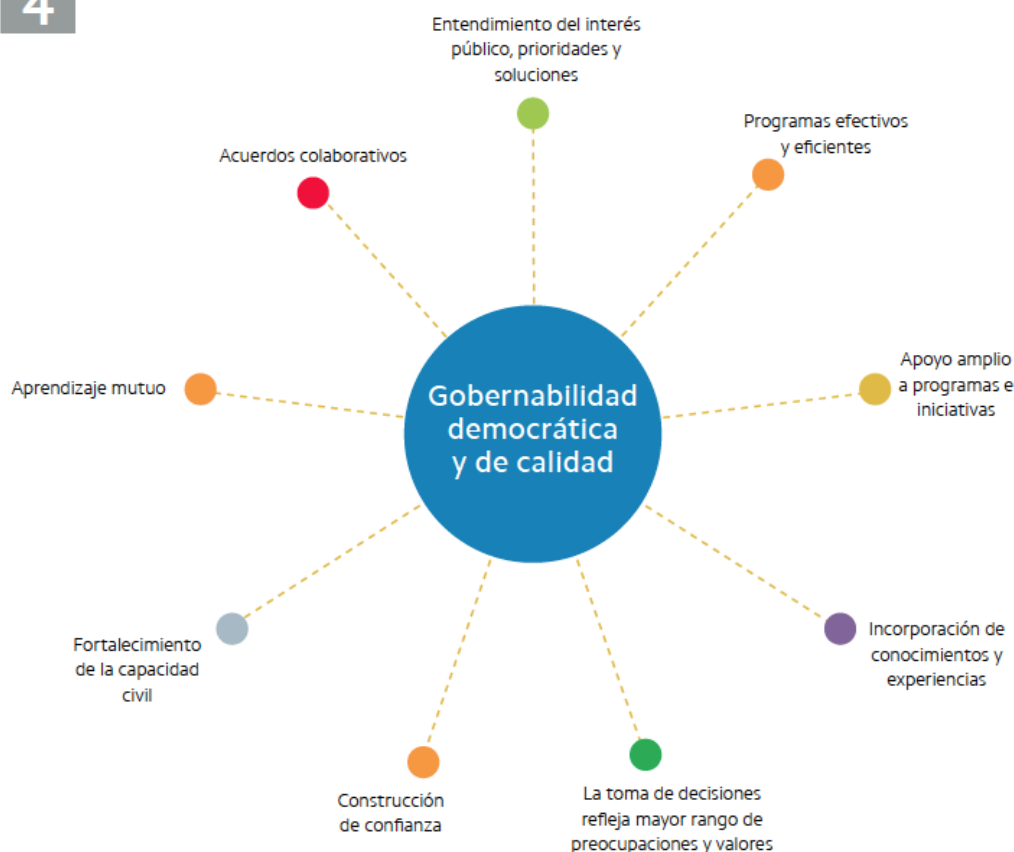 4
Entendimiento del interés
público, prioridades y
soluciones
Programas efectivos
y eficientes
Acuerdos colaborativos
Apoyo amplio
a programas e
iniciativas
Aprendizaje mutuo
Gobernabilidad
democrática
y de calidad
Incorporación de
conocimientos y
experiencias
Fortalecimiento
de la capacidad
civil
La toma de decisiones
refleja mayor rango de
preocupaciones y valores
Construcción
de confianza